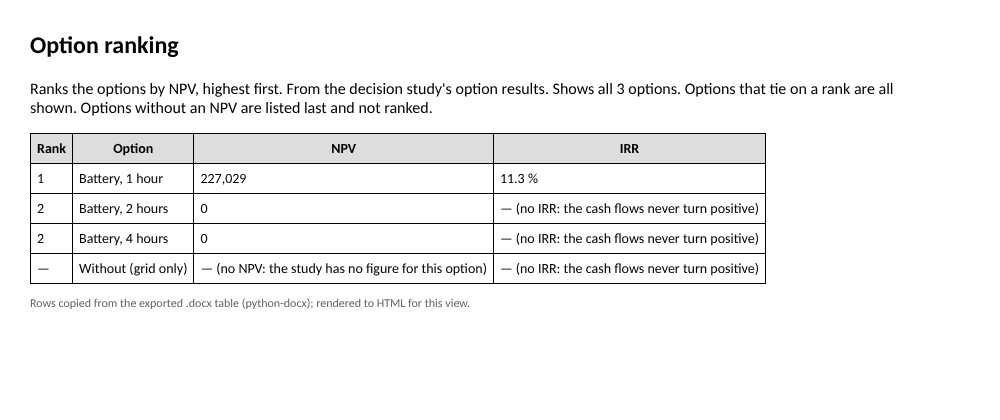 Option ranking
Ranks the options by NPV, highest first. From the decision study's option results. Shows all 3 options. Options that tie on a rank are all
shown. Options without an NPV are listed last and not ranked.
Rank Option NPV IRR
1 Battery, 1 hour 227,029 11.3 %
2 Battery, 2 hours 0 — (no IRR: the cash flows never turn positive)
2 Battery, 4 hours 0 — (no IRR: the cash flows never turn positive)
— Without (grid only) — (no NPV: the study has no figure for this option) — (no IRR: the cash flows never turn positive)
Rows copied from the exported .docx table (python-docx); rendered to HTML for this view.